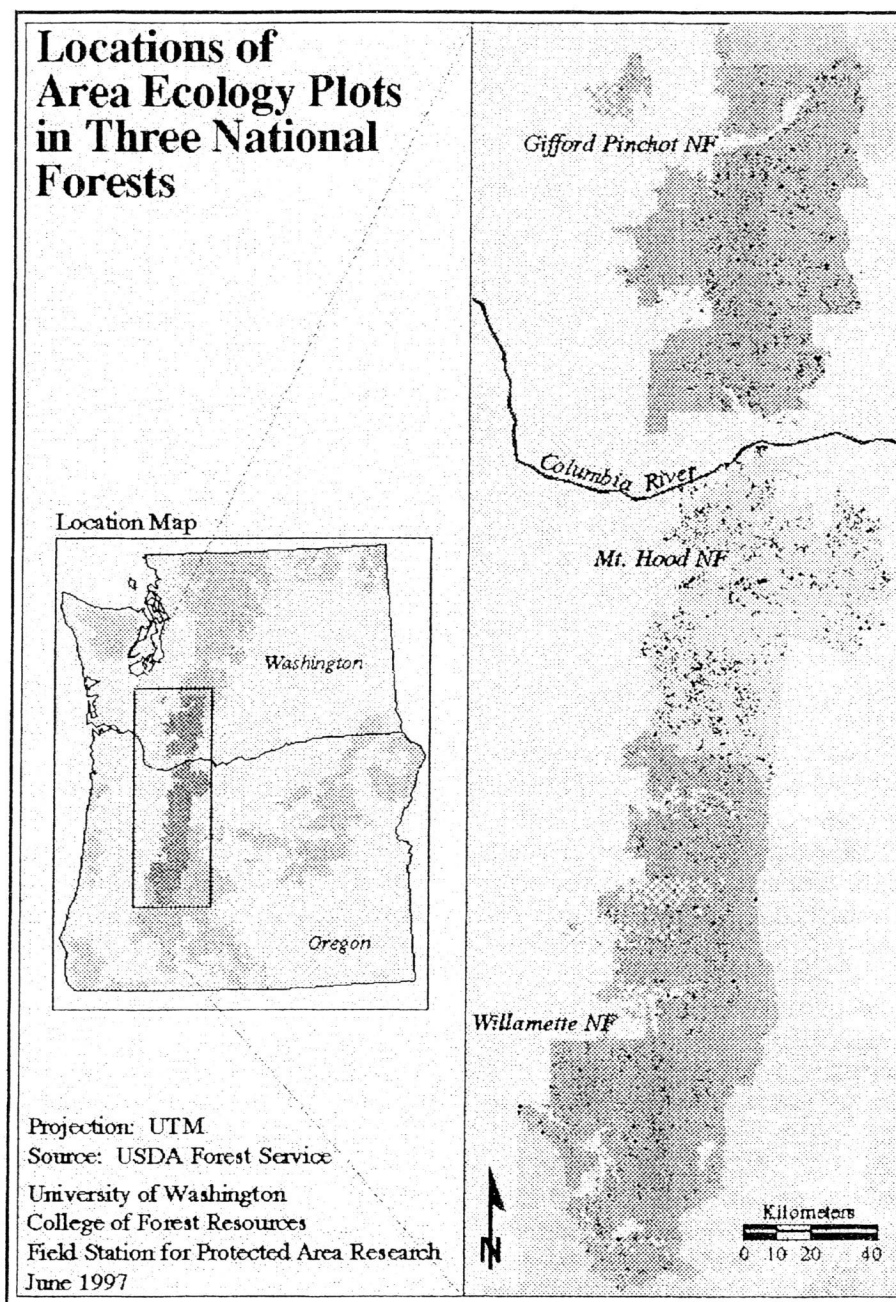 Locations of
Area Ecology Plots
in Three National
Forests
Gifford Pinchot NF
Columbia River
Mt. Hood NF
Willamette NF
Location Map
Washington
Oregon
Projection: UTM
Source: USDA Forest Service
University of Washington
College of Forest Resources
Field Station for Protected Area Research
June 1997
N
Kilometers
0 10 20 40